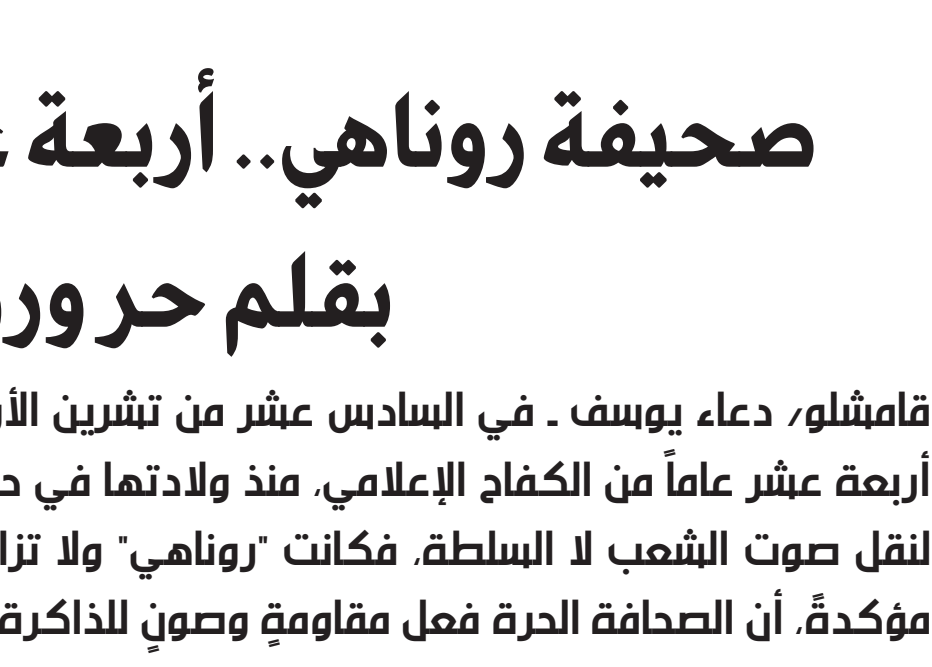 صحيفة روناهي.. أربعة
بقلم حر
قامشلو/ دعاء يوسف ـ في السادس عشر من تشرين
أربعة عشر عاماً من الكفاح الإعلامي، منذ ولادتها في
لنقل صوت الشعب لا السلطة، فكانت "روناهي" ولا
مؤكدةً، أن الصحافة الحرة فعل مقاومةٍ وصونٍ للذاكرة